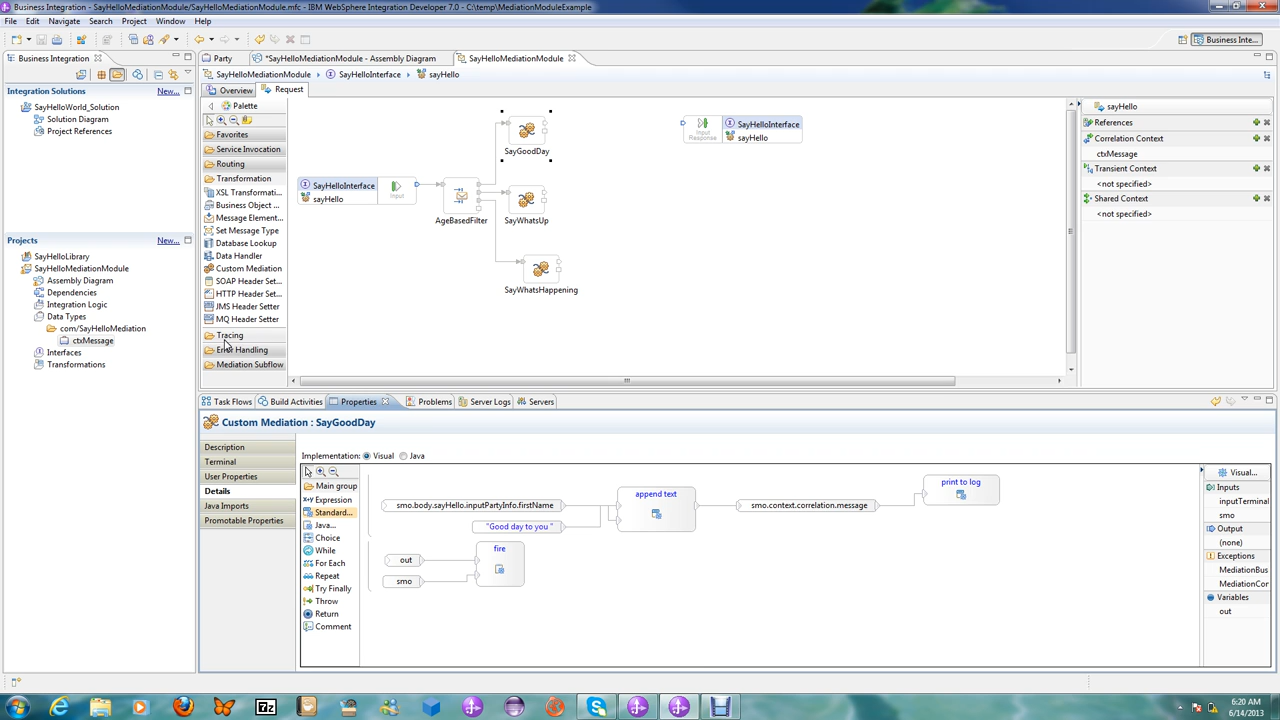 Business Integration - SayHelloMediationModule/SayHelloMediationModule.mfc - IBM WebSphere Integration Developer 7.0 - C:\temp\MediationModuleExample
File Edit Navigate Search Project Window Help
Business Inte...
Business Integration
Party *SayHelloMediationModule - Assembly Diagram SayHelloMediationModule
SayHelloMediationModule SayHelloInterface sayHello
Integration Solutions New...
SayHelloWorld_Solution
Solution Diagram
Project References
Projects New...
SayHelloLibrary
SayHelloMediationModule
Assembly Diagram
Dependencies
Integration Logic
Data Types
com/SayHelloMediation
ctxMessage
Interfaces
Transformations
Overview Request
Palette
Favorites
Service Invocation
Routing
Transformation
XSL Transformati...
Business Object ...
Message Element...
Set Message Type
Database Lookup
Data Handler
Custom Mediation
SOAP Header Set...
HTTP Header Set...
JMS Header Setter
MQ Header Setter
Tracing
Error Handling
Mediation Subflow
SayHelloInterface
sayHello
Input
AgeBasedFilter
SayGoodDay
SayWhatsUp
SayWhatsHappening
Input
Response
SayHelloInterface
sayHello
sayHello
References
Correlation Context
ctxMessage
Transient Context
<not specified>
Shared Context
<not specified>
Task Flows Build Activities Properties Problems Server Logs Servers
Custom Mediation : SayGoodDay
Description
Terminal
User Properties
Details
Java Imports
Promotable Properties
Implementation: Visual Java
Main group
Expression
Standard...
Java...
Choice
While
For Each
Repeat
Try Finally
Throw
Return
Comment
smo.body.sayHello.inputPartyInfo.firstName
"Good day to you "
append text
smo.context.correlation.message
print to log
out
smo
fire
Visual...
Inputs
inputTerminal
smo
Output
(none)
Exceptions
MediationBus
MediationCor
Variables
out
7z
6:20 AM
6/14/2013